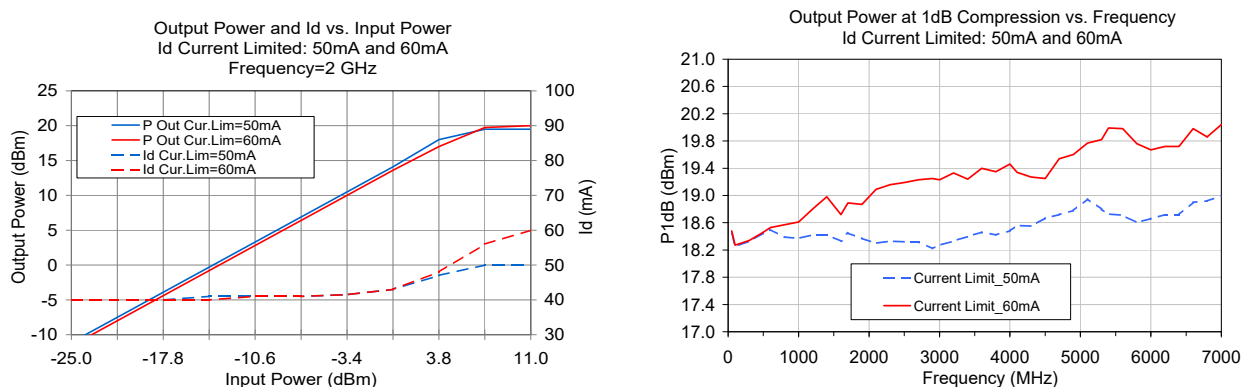 Output Power and Id vs. Input Power
Id Current Limited: 50mA and 60mA
Frequency=2 GHz
25
20
15
10
5
0
-5
-10
Output Power (dBm)
P Out Cur.Lim=50mA
P Out Cur.Lim=60mA
Id Cur.Lim=50mA
Id Cur.Lim=60mA
100
90
80
70
60
50
40
30
Id (mA)
-25.0 -17.8 -10.6 -3.4 3.8 11.0
Input Power (dBm)
Output Power at 1dB Compression vs. Frequency
Id Current Limited: 50mA and 60mA
21.0
20.6
20.2
19.8
19.4
19.0
18.6
18.2
17.8
17.4
17.0
P1dB (dBm)
Current Limit_50mA
Current Limit_60mA
0 1000 2000 3000 4000 5000 6000 7000
Frequency (MHz)